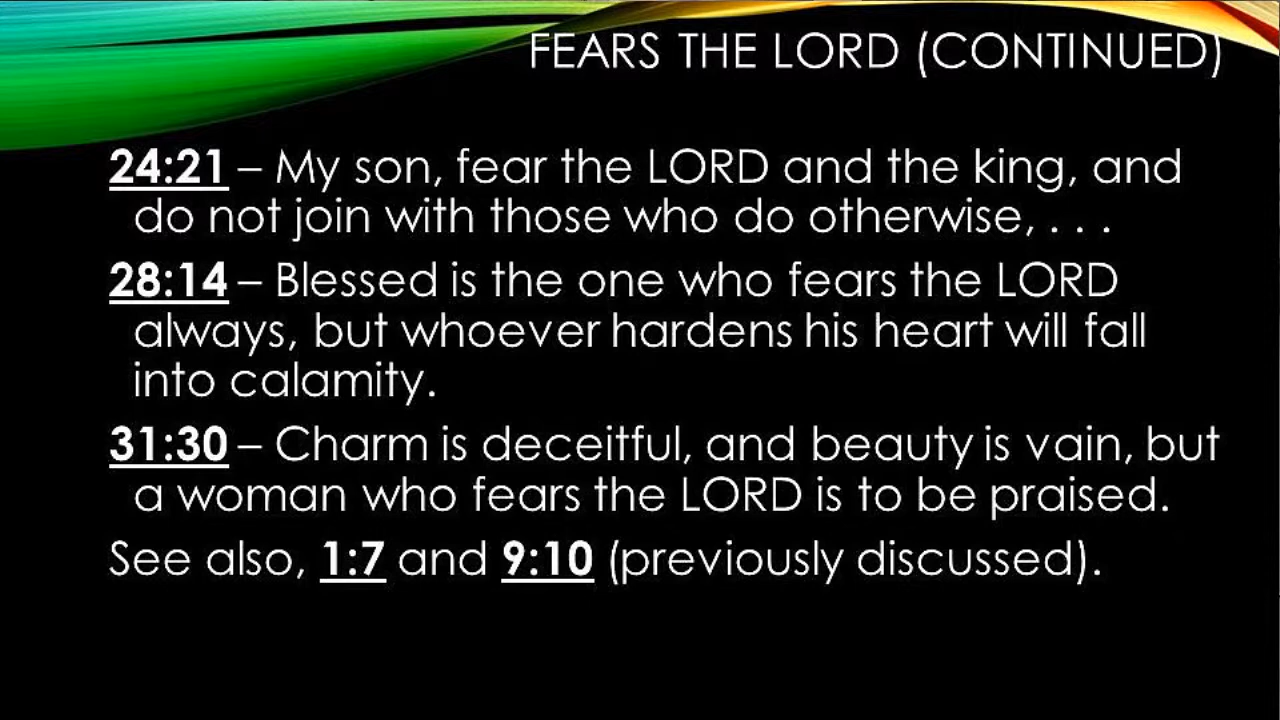 FEARS THE LORD (CONTINUED)
24:21 – My son, fear the LORD and the king, and
do not join with those who do otherwise, . . .
28:14 – Blessed is the one who fears the LORD
always, but whoever hardens his heart will fall
into calamity.
31:30 – Charm is deceitful, and beauty is vain, but
a woman who fears the LORD is to be praised.
See also, 1:7 and 9:10 (previously discussed).